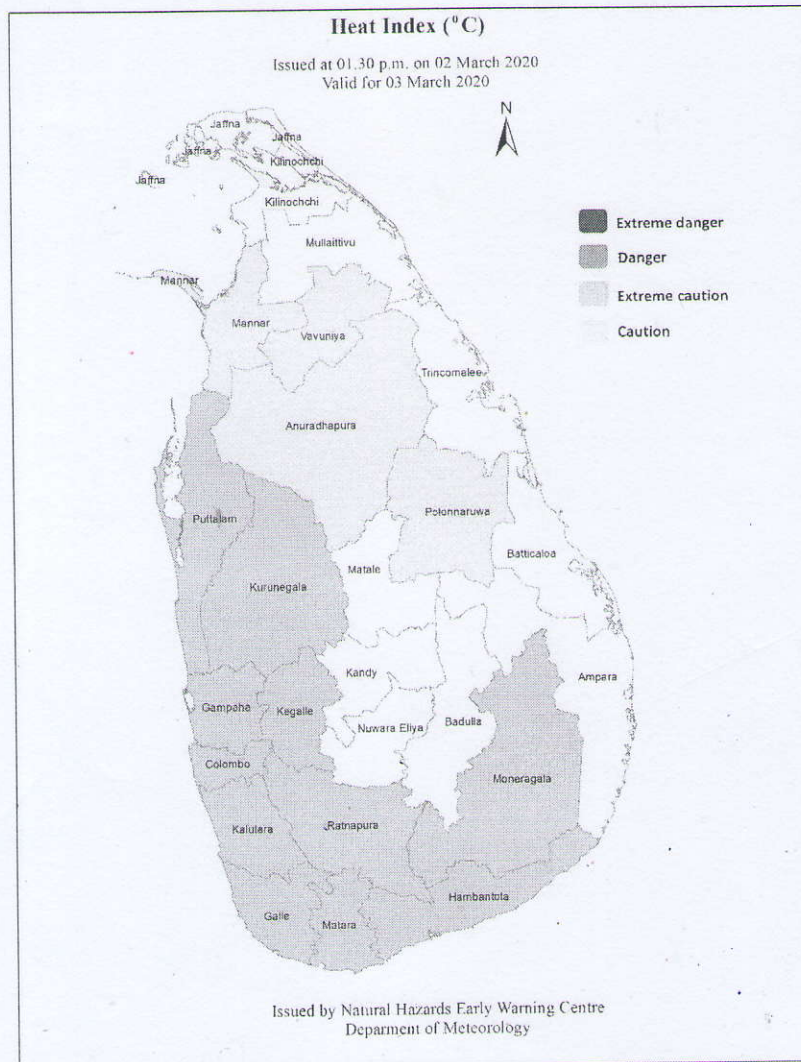 Heat Index (⁰C)
Issued at 01.30 p.m. on 02 March 2020
Valid for 03 March 2020
N
Jaffna
Jaffna
Jaffna
Kilinochchi
Jaffna
Kilinochchi
Mullaittivu
Mannar
Mannar
Vavuniya
Trincomalee
Anuradhapura
Polonnaruwa
Puttalam
Batticaloa
Matale
Kurunegala
Kandy
Ampara
Gampaha
Kegalle
Nuwara Eliya
Badulla
Colombo
Moneragala
Kalutara
Ratnapura
Hambantota
Galle
Matara
Extreme danger
Danger
Extreme caution
Caution
Issued by Natural Hazards Early Warning Centre
Deparment of Meteorology